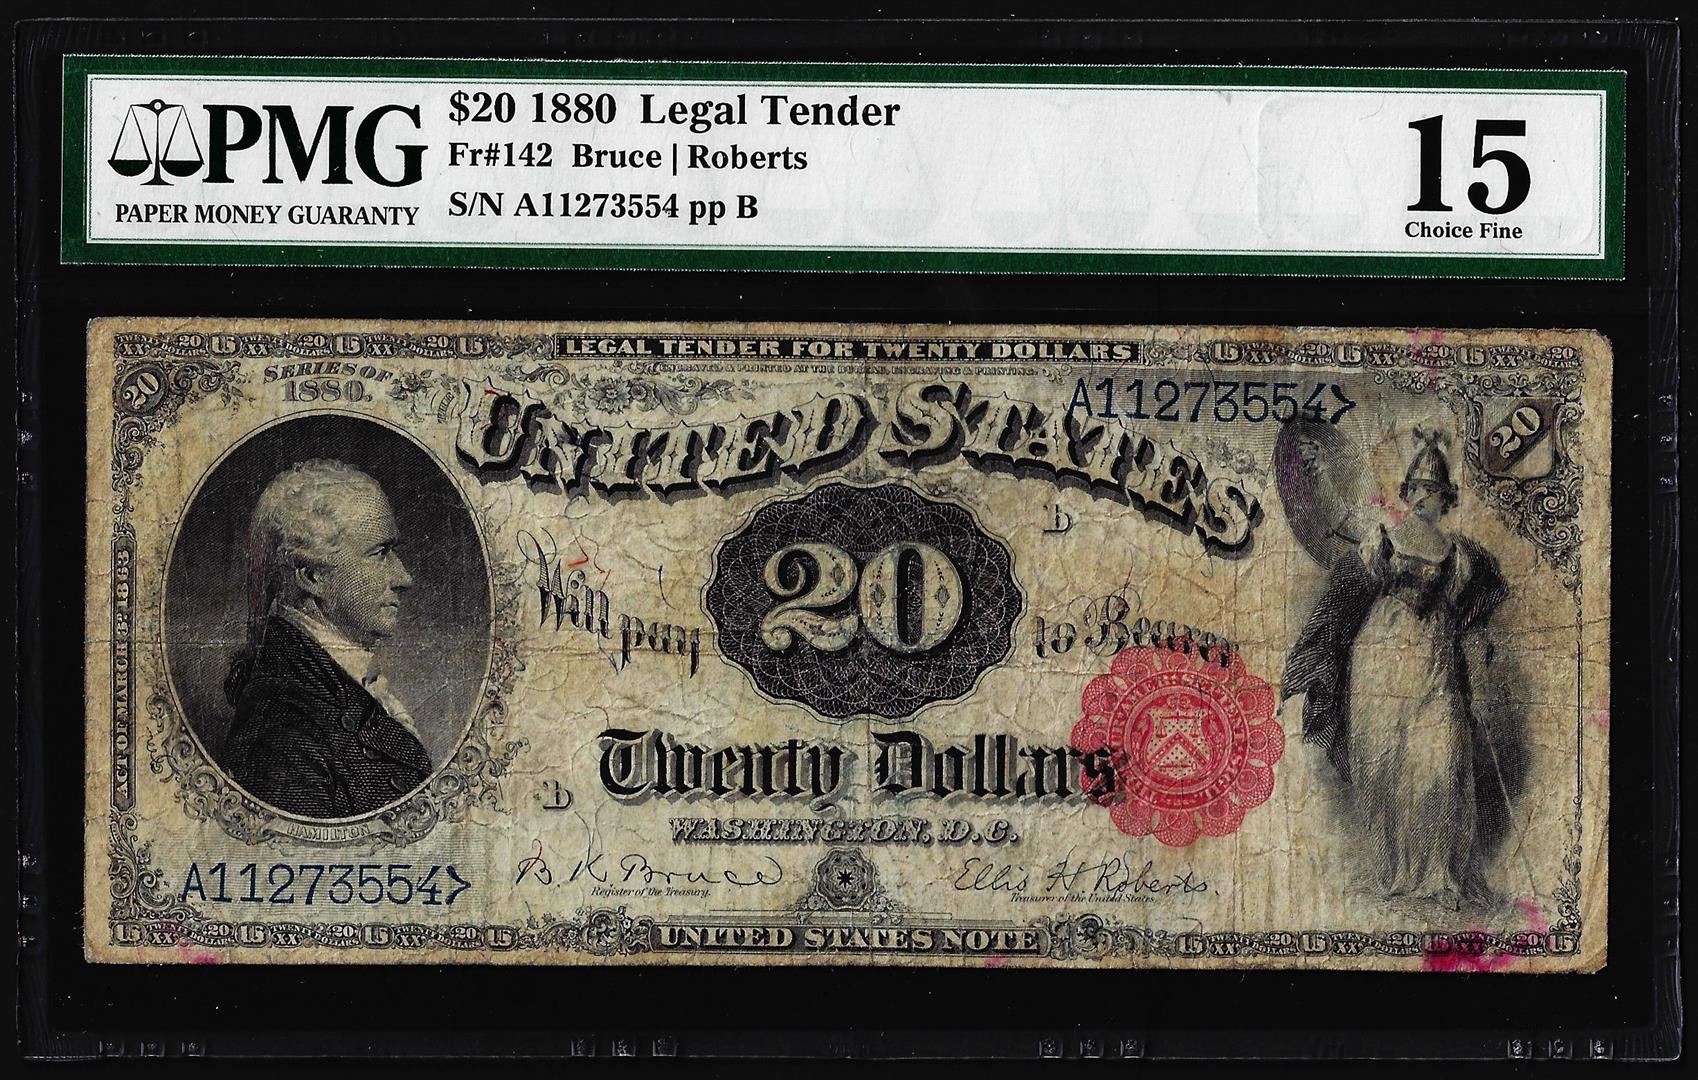 PMG
PAPER MONEY GUARANTY
$20 1880 Legal Tender
Fr#142 Bruce | Roberts
S/N A11273554 pp B
15
Choice Fine
LEGAL TENDER FOR TWENTY DOLLARS
ENGRAVED & PRINTED AT THE BUREAU, ENGRAVING & PRINTING.
SERIES OF
1880.
20
20
A11273554
UNITED STATES
b
Will pay 20 to Bearer
ACT OF MARCH 3D 1863
Twenty Dollars
b
WASHINGTON, D.C.
HAMILTON
A11273554
B. K. Bruce
Register of the Treasury.
Ellis H. Roberts.
Treasurer of the United States
UNITED STATES NOTE